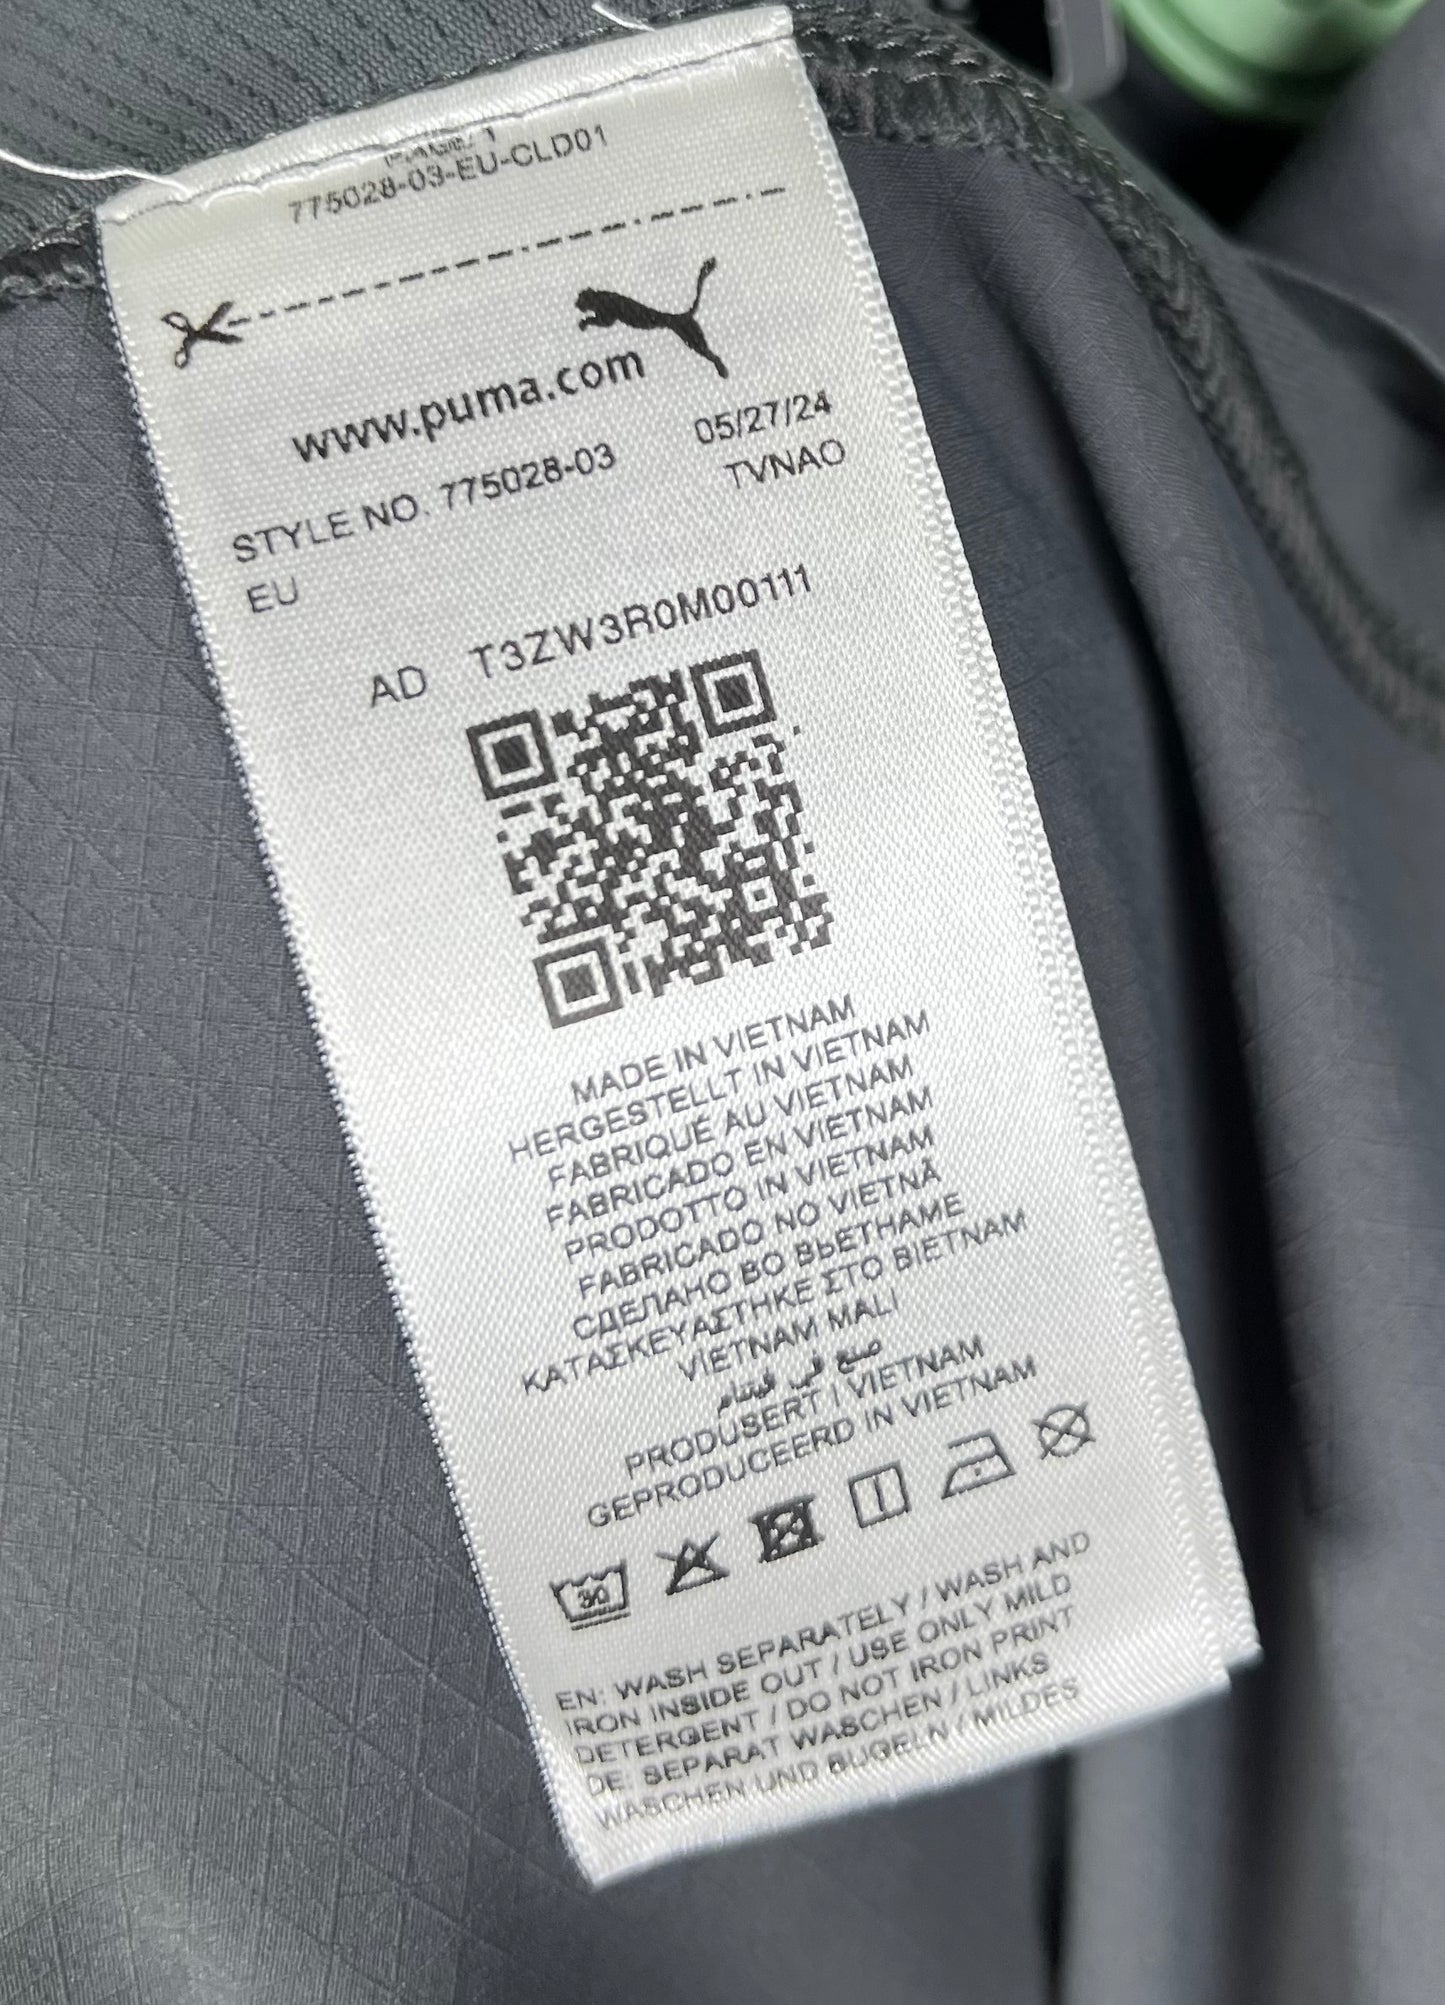 PAGE 1
775028-03-EU-CLD01
www.puma.com
STYLE NO. 775028-03 05/27/24
EU TVNAO
AD T3ZW3R0M00111
MADE IN VIETNAM
HERGESTELLT IN VIETNAM
FABRIQUÉ AU VIETNAM
FABRICADO EN VIETNAM
PRODOTTO IN VIETNAM
FABRICADO NO VIETNÃ
СДЕЛАНО ВО ВЬЕТНАМЕ
ΚΑΤΑΣΚΕΥΑΣΤΗΚΕ ΣΤΟ ΒΙΕΤΝΑΜ
VİETNAM MALI
صنع في فيتنام
PRODUSERT I VIETNAM
GEPRODUCEERD IN VIETNAM
30
EN: WASH SEPARATELY / WASH AND
IRON INSIDE OUT / USE ONLY MILD
DETERGENT / DO NOT IRON PRINT
DE: SEPARAT WASCHEN / LINKS
WASCHEN UND BÜGELN / MILDES